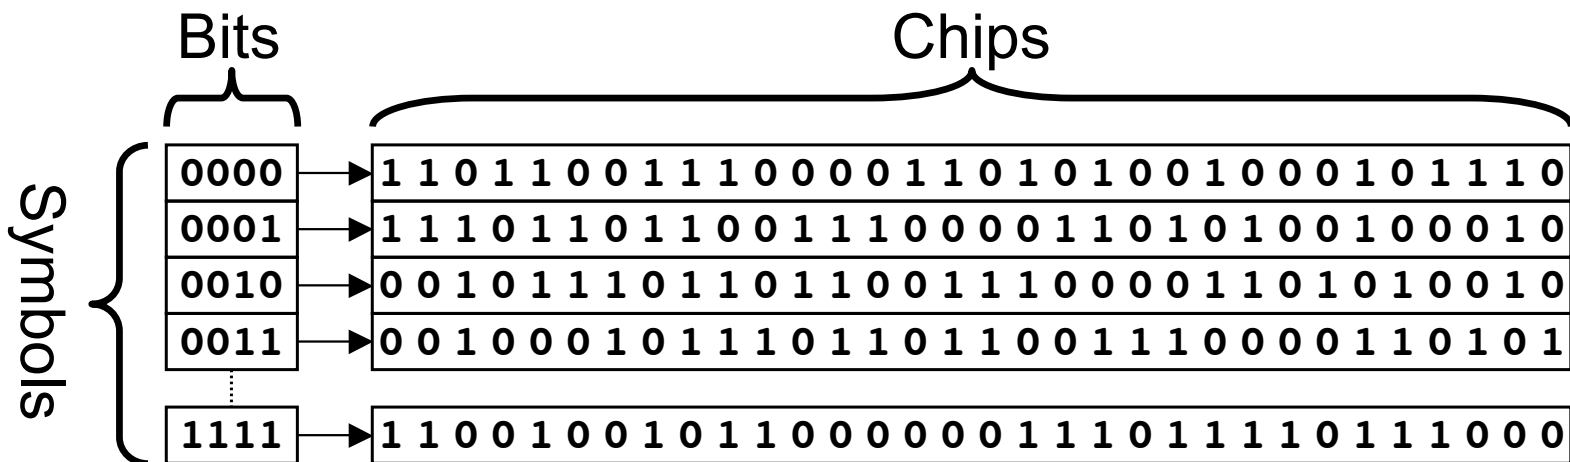 Bits Chips
Symbols
0000 1 1 0 1 1 0 0 1 1 1 0 0 0 0 1 1 0 1 0 1 0 0 1 0 0 0 1 0 1 1 1 0
0001 1 1 1 0 1 1 0 1 1 0 0 1 1 1 0 0 0 0 1 1 0 1 0 1 0 0 1 0 0 0 1 0
0010 0 0 1 0 1 1 1 0 1 1 0 1 1 0 0 1 1 1 0 0 0 0 1 1 0 1 0 1 0 0 1 0
0011 0 0 1 0 0 0 1 0 1 1 1 0 1 1 0 1 1 0 0 1 1 1 0 0 0 0 1 1 0 1 0 1
1111 1 1 0 0 1 0 0 1 0 1 1 0 0 0 0 0 0 1 1 1 0 1 1 1 1 0 1 1 1 0 0 0